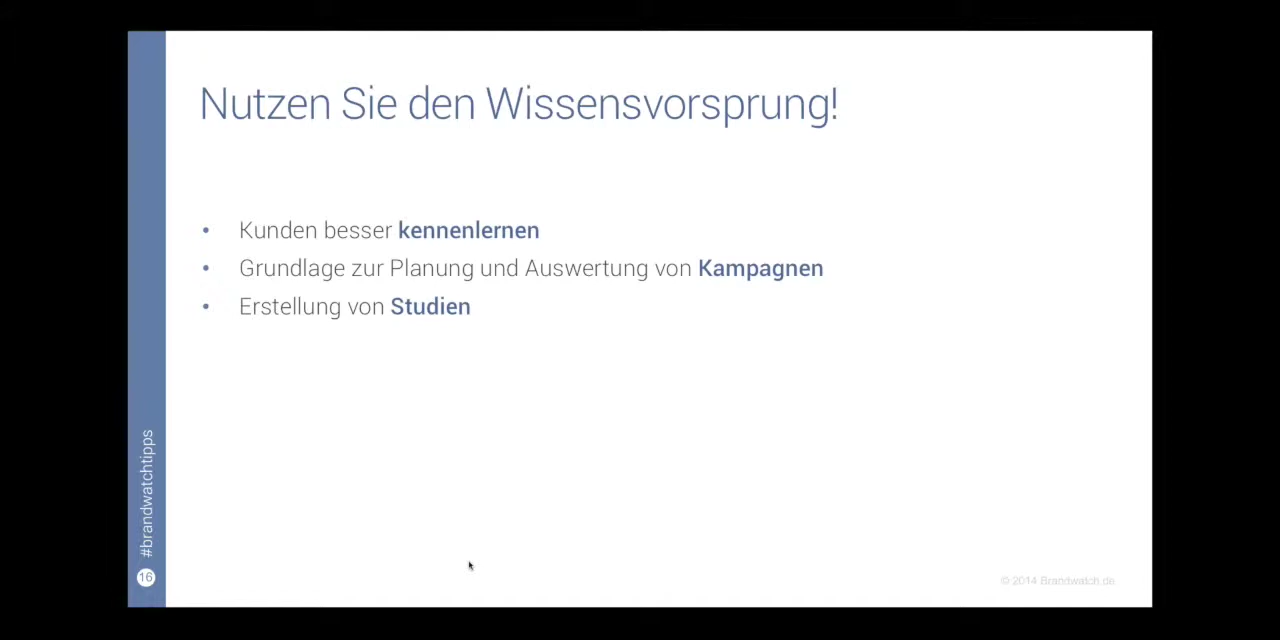 Nutzen Sie den Wissensvorsprung!
• Kunden besser kennenlernen
• Grundlage zur Planung und Auswertung von Kampagnen
• Erstellung von Studien
#brandwatchtipps
16
© 2014 Brandwatch.de